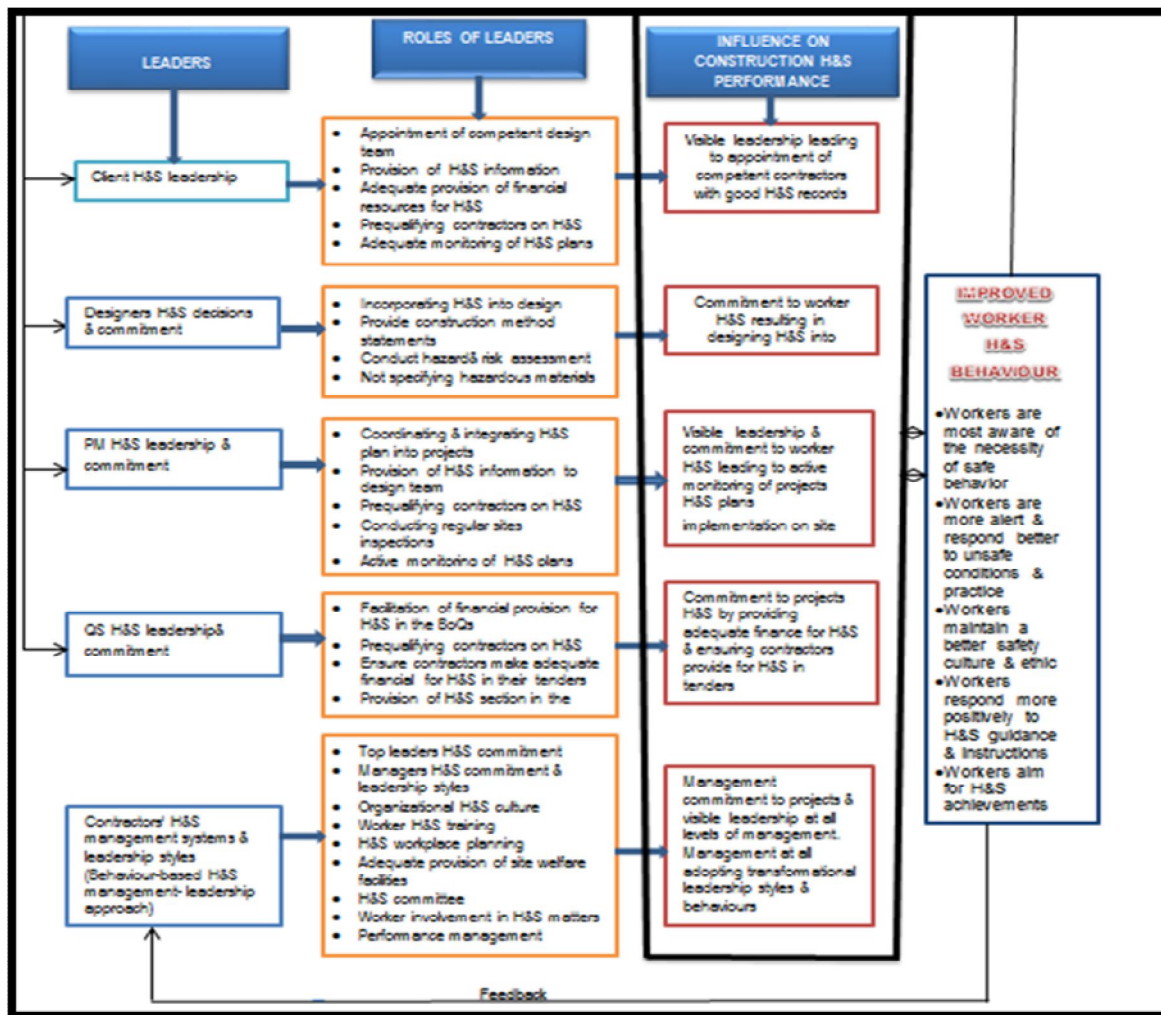 LEADERS
ROLES OF LEADERS
INFLUENCE ON
CONSTRUCTION H&S
PERFORMANCE
Client H&S leadership
• Appointment of competent design
team
• Provision of H&S information
• Adequate provision of financial
resources for H&S
• Prequalifying contractors on H&S
• Adequate monitoring of H&S plans
Visible leadership leading
to appointment of
competent contractors
with good H&S records
Designers H&S decisions
& commitment
• Incorporating H&S into design
• Provide construction method
statements
• Conduct hazard& risk assessment
• Not specifying hazardous materials
Commitment to worker
H&S resulting in
designing H&S into
PM H&S leadership &
commitment
• Coordinating & integrating H&S
plan into projects
• Provision of H&S information to
design team
• Prequalifying contractors on H&S
• Conducting regular sites
inspections
• Active monitoring of H&S plans
Visible leadership &
commitment to worker
H&S leading to active
monitoring of projects
H&S plans
implementation on site
QS H&S leadership&
commitment
• Facilitation of financial provision for
H&S in the BoQs
• Prequalifying contractors on H&S
• Ensure contractors make adequate
financial for H&S in their tenders
• Provision of H&S section in the
Commitment to projects
H&S by providing
adequate finance for H&S
& ensuring contractors
provide for H&S in
tenders
Contractors' H&S
management systems &
leadership styles
(Behaviour-based H&S
management- leadership
approach)
• Top leaders H&S commitment
• Managers H&S commitment &
leadership styles
• Organizational H&S culture
• Worker H&S training
• H&S workplace planning
• Adequate provision of site welfare
facilities
• H&S committee
• Worker involvement in H&S matters
• Performance management
Management
commitment to projects &
visible leadership at all
levels of management.
Management at all
adopting transformational
leadership styles &
behaviours
IMPROVED
WORKER
H&S
BEHAVIOUR
•Workers are
most aware of
the necessity
of safe
behavior
•Workers are
more alert &
respond better
to unsafe
conditions &
practice
•Workers
maintain a
better safety
culture & ethic
•Workers
respond more
positively to
H&S guidance
& instructions
•Workers aim
for H&S
achievements
Feedback